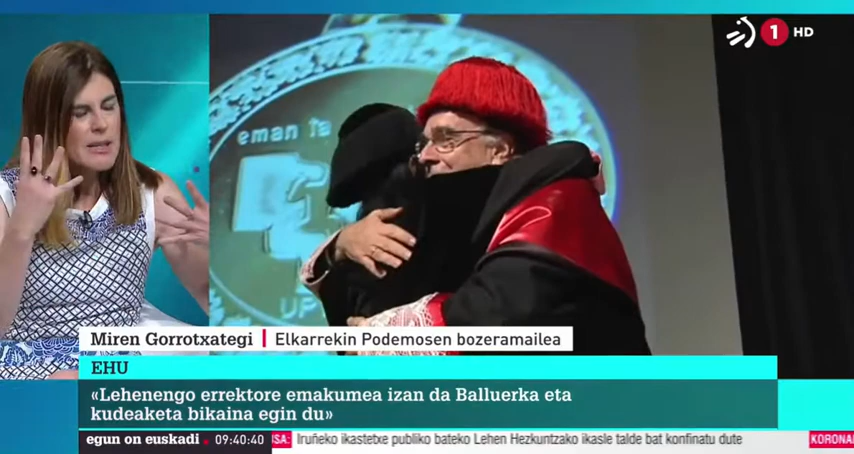 1 HD
eman ta
UP
Miren Gorrotxategi | Elkarrekin Podemosen bozeramailea
EHU
«Lehenengo errektore emakumea izan da Balluerka eta
kudeaketa bikaina egin du»
egun on euskadi 09:40:40 USA: Iruñeko ikastetxe publiko bateko Lehen Hezkuntzako ikasle talde bat konfinatu dute KORONA